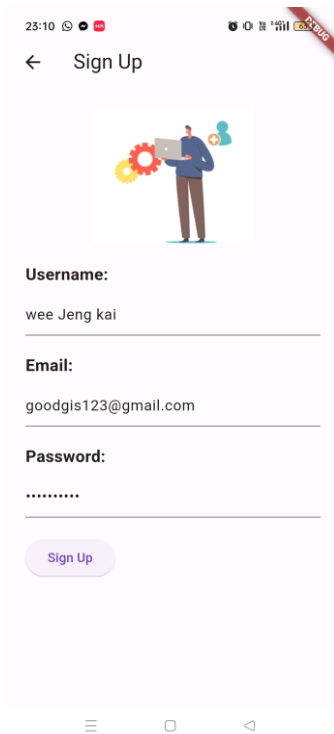 23:10
DEBUG
Sign Up
Username:
wee Jeng kai
Email:
goodgis123@gmail.com
Password:
••••••••••
Sign Up